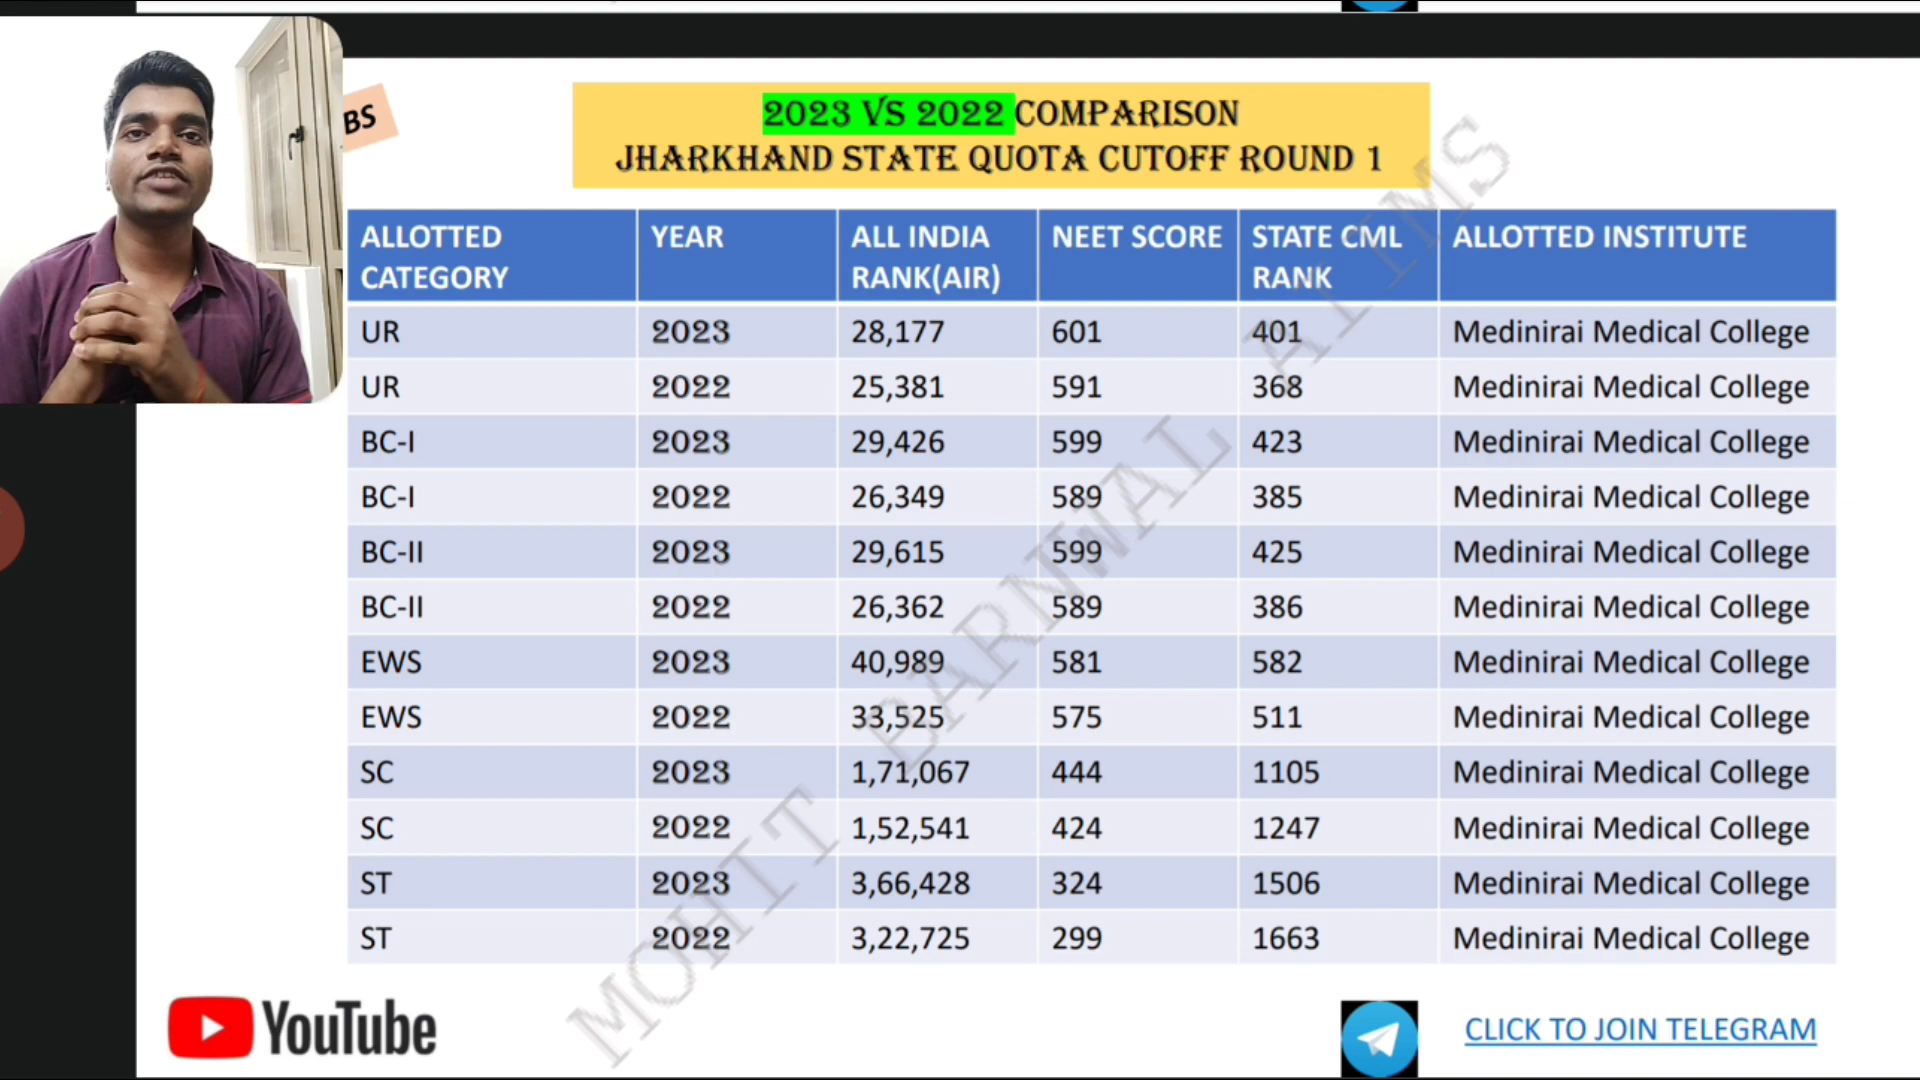 BS
2023 VS 2022 COMPARISON
JHARKHAND STATE QUOTA CUTOFF ROUND 1
ALLOTTED CATEGORY YEAR ALL INDIA RANK(AIR) NEET SCORE STATE CML RANK ALLOTTED INSTITUTE
UR 2023 28,177 601 401 Medinirai Medical College
UR 2022 25,381 591 368 Medinirai Medical College
BC-I 2023 29,426 599 423 Medinirai Medical College
BC-I 2022 26,349 589 385 Medinirai Medical College
BC-II 2023 29,615 599 425 Medinirai Medical College
BC-II 2022 26,362 589 386 Medinirai Medical College
EWS 2023 40,989 581 582 Medinirai Medical College
EWS 2022 33,525 575 511 Medinirai Medical College
SC 2023 1,71,067 444 1105 Medinirai Medical College
SC 2022 1,52,541 424 1247 Medinirai Medical College
ST 2023 3,66,428 324 1506 Medinirai Medical College
ST 2022 3,22,725 299 1663 Medinirai Medical College
MOHIT BARNWAL AIIMS
YouTube
CLICK TO JOIN TELEGRAM